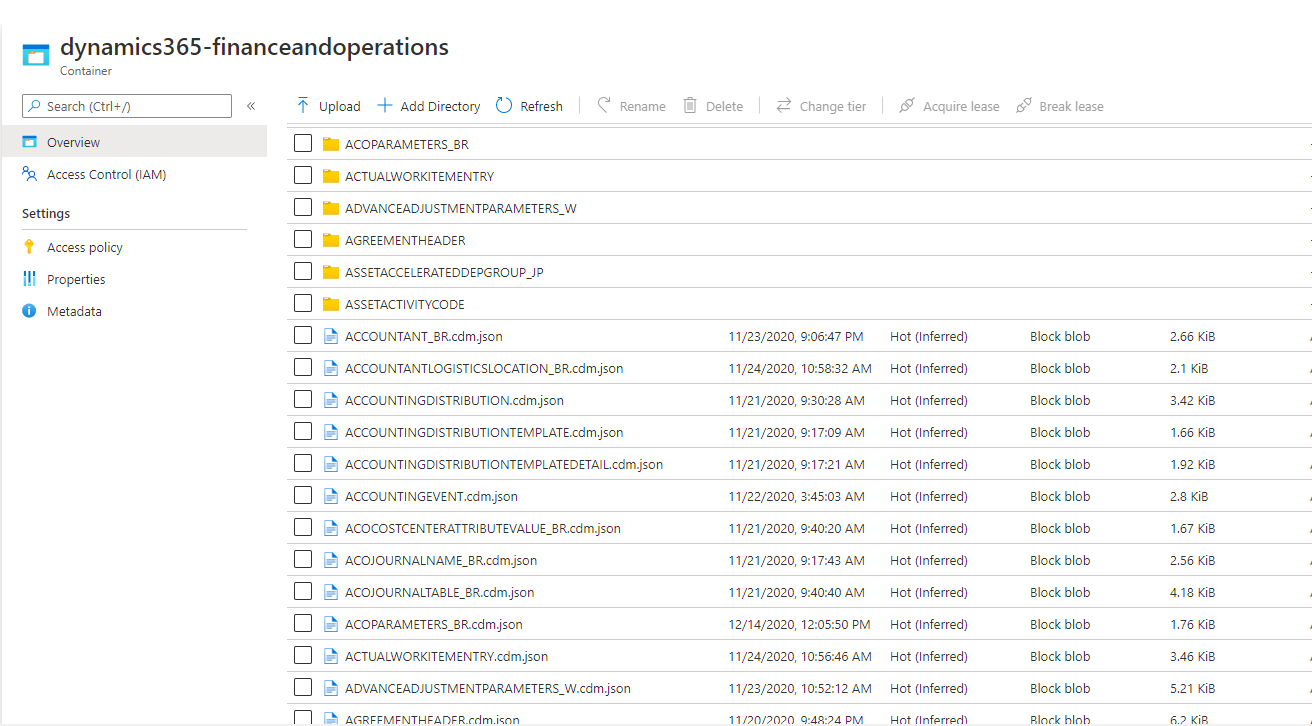 dynamics365-financeandoperations
Container
Search (Ctrl+/) «
Upload Add Directory Refresh Rename Delete Change tier Acquire lease Break lease
Overview
Access Control (IAM)
Settings
Access policy
Properties
Metadata
ACOPARAMETERS_BR
ACTUALWORKITEMENTRY
ADVANCEADJUSTMENTPARAMETERS_W
AGREEMENTHEADER
ASSETACCELERATEDDEPGROUP_JP
ASSETACTIVITYCODE
ACCOUNTANT_BR.cdm.json 11/23/2020, 9:06:47 PM Hot (Inferred) Block blob 2.66 KiB
ACCOUNTANTLOGISTICSLOCATION_BR.cdm.json 11/24/2020, 10:58:32 AM Hot (Inferred) Block blob 2.1 KiB
ACCOUNTINGDISTRIBUTION.cdm.json 11/21/2020, 9:30:28 AM Hot (Inferred) Block blob 3.42 KiB
ACCOUNTINGDISTRIBUTIONTEMPLATE.cdm.json 11/21/2020, 9:17:09 AM Hot (Inferred) Block blob 1.66 KiB
ACCOUNTINGDISTRIBUTIONTEMPLATEDETAIL.cdm.json 11/21/2020, 9:17:21 AM Hot (Inferred) Block blob 1.92 KiB
ACCOUNTINGEVENT.cdm.json 11/22/2020, 3:45:03 AM Hot (Inferred) Block blob 2.8 KiB
ACOCOSTCENTERATTRIBUTEVALUE_BR.cdm.json 11/21/2020, 9:40:20 AM Hot (Inferred) Block blob 1.67 KiB
ACOJOURNALNAME_BR.cdm.json 11/21/2020, 9:17:43 AM Hot (Inferred) Block blob 2.56 KiB
ACOJOURNALTABLE_BR.cdm.json 11/21/2020, 9:40:40 AM Hot (Inferred) Block blob 4.18 KiB
ACOPARAMETERS_BR.cdm.json 12/14/2020, 12:05:50 PM Hot (Inferred) Block blob 1.76 KiB
ACTUALWORKITEMENTRY.cdm.json 11/24/2020, 10:56:46 AM Hot (Inferred) Block blob 3.46 KiB
ADVANCEADJUSTMENTPARAMETERS_W.cdm.json 11/23/2020, 10:52:12 AM Hot (Inferred) Block blob 5.21 KiB
AGREEMENTHEADER.cdm.json 11/20/2020, 9:48:24 PM Hot (Inferred) Block blob 6.2 KiB